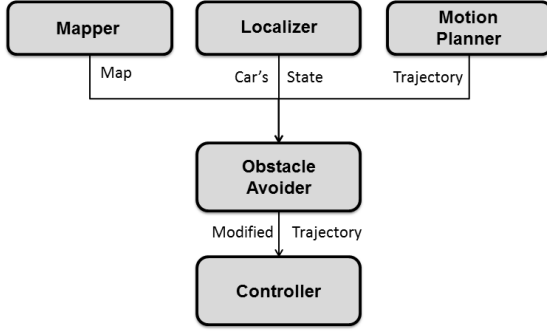 Mapper
Localizer
Motion
Planner
Map
Car's State
Trajectory
Obstacle
Avoider
Modified Trajectory
Controller